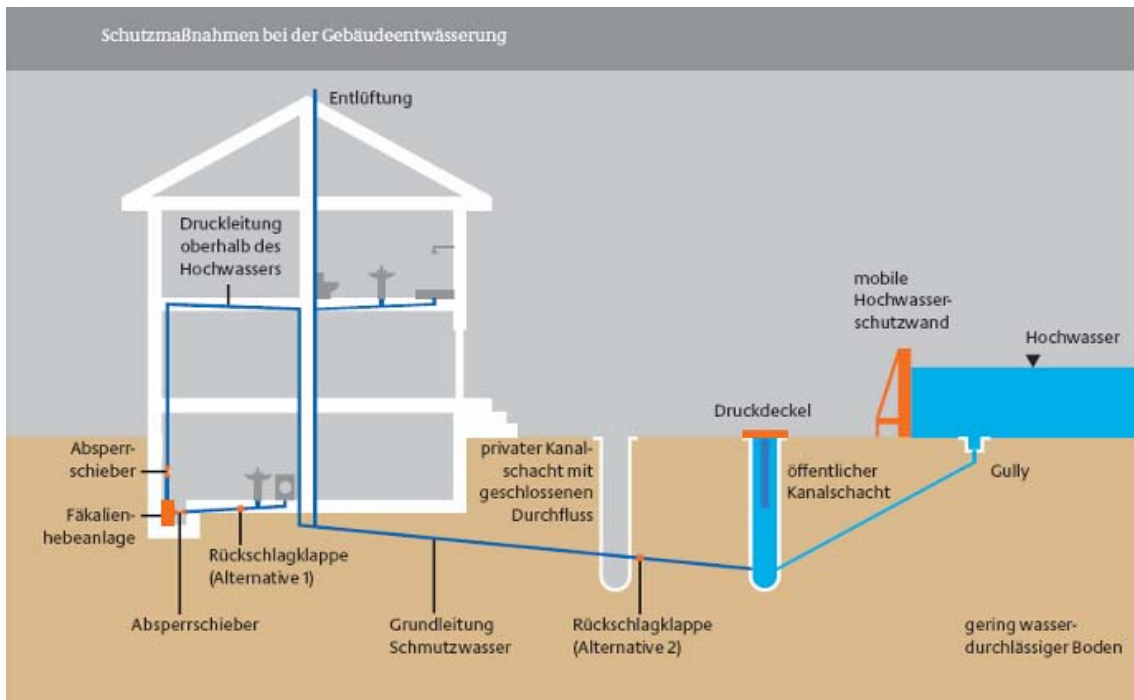 Schutzmaßnahmen bei der Gebäudeentwässerung
Entlüftung
Druckleitung
oberhalb des
Hochwassers
mobile
Hochwasser-
schutzwand
Hochwasser
Druckdeckel
Absperr-
schieber
privater Kanal-
schacht mit
geschlossenen
Durchfluss
öffentlicher
Kanalschacht
Gully
Fäkalien-
hebeanlage
Rückschlagklappe
(Alternative 1)
Absperrschieber
Grundleitung
Schmutzwasser
Rückschlagklappe
(Alternative 2)
gering wasser-
durchlässiger Boden